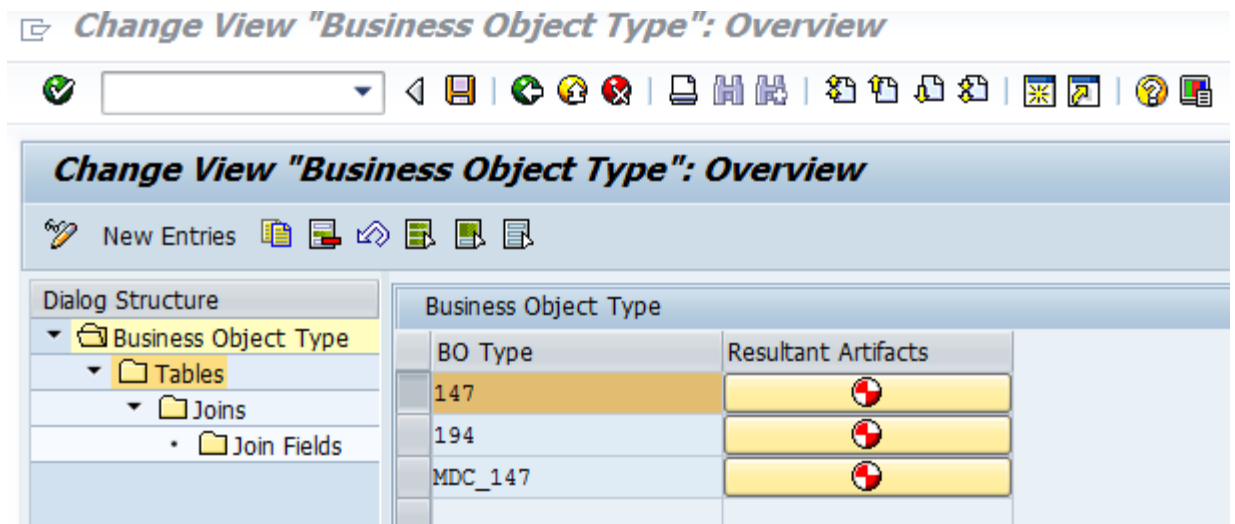 Change View "Business Object Type": Overview
Change View "Business Object Type": Overview
New Entries
Dialog Structure
Business Object Type
Tables
Joins
Join Fields
Business Object Type
BO Type Resultant Artifacts
147
194
MDC_147